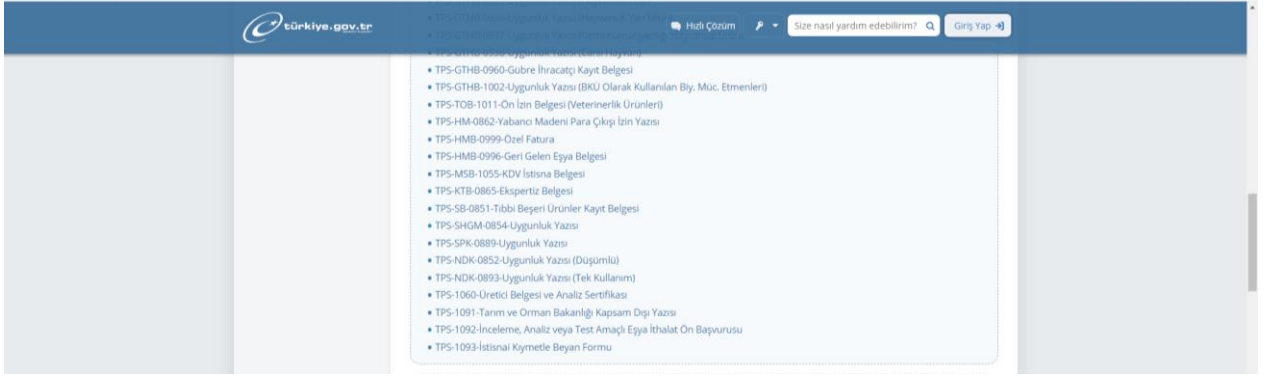 türkiye.gov.tr
Hızlı Çözüm
Size nasıl yardım edebilirim?
Giriş Yap
TPS-GTHB-0958-Uygunluk Yazısı (Canlı Hayvan)
• TPS-GTHB-0960-Gübre İhracatçı Kayıt Belgesi
• TPS-GTHB-1002-Uygunluk Yazısı (BKÜ Olarak Kullanılan Biy. Müc. Etmenleri)
• TPS-TOB-1011-Ön İzin Belgesi (Veterinerlik Ürünleri)
• TPS-HM-0862-Yabancı Madeni Para Çıkışı İzin Yazısı
• TPS-HMB-0999-Özel Fatura
• TPS-HMB-0996-Geri Gelen Eşya Belgesi
• TPS-MSB-1055-KDV İstisna Belgesi
• TPS-KTB-0865-Ekspertiz Belgesi
• TPS-SB-0851-Tıbbi Beşeri Ürünler Kayıt Belgesi
• TPS-SHGM-0854-Uygunluk Yazısı
• TPS-SPK-0889-Uygunluk Yazısı
• TPS-NDK-0852-Uygunluk Yazısı (Düşümlü)
• TPS-NDK-0893-Uygunluk Yazısı (Tek Kullanım)
• TPS-1060-Üretici Belgesi ve Analiz Sertifikası
• TPS-1091-Tarım ve Orman Bakanlığı Kapsam Dışı Yazısı
• TPS-1092-İnceleme, Analiz veya Test Amaçlı Eşya İthalat Ön Başvurusu
• TPS-1093-İstisnai Kıymetle Beyan Formu